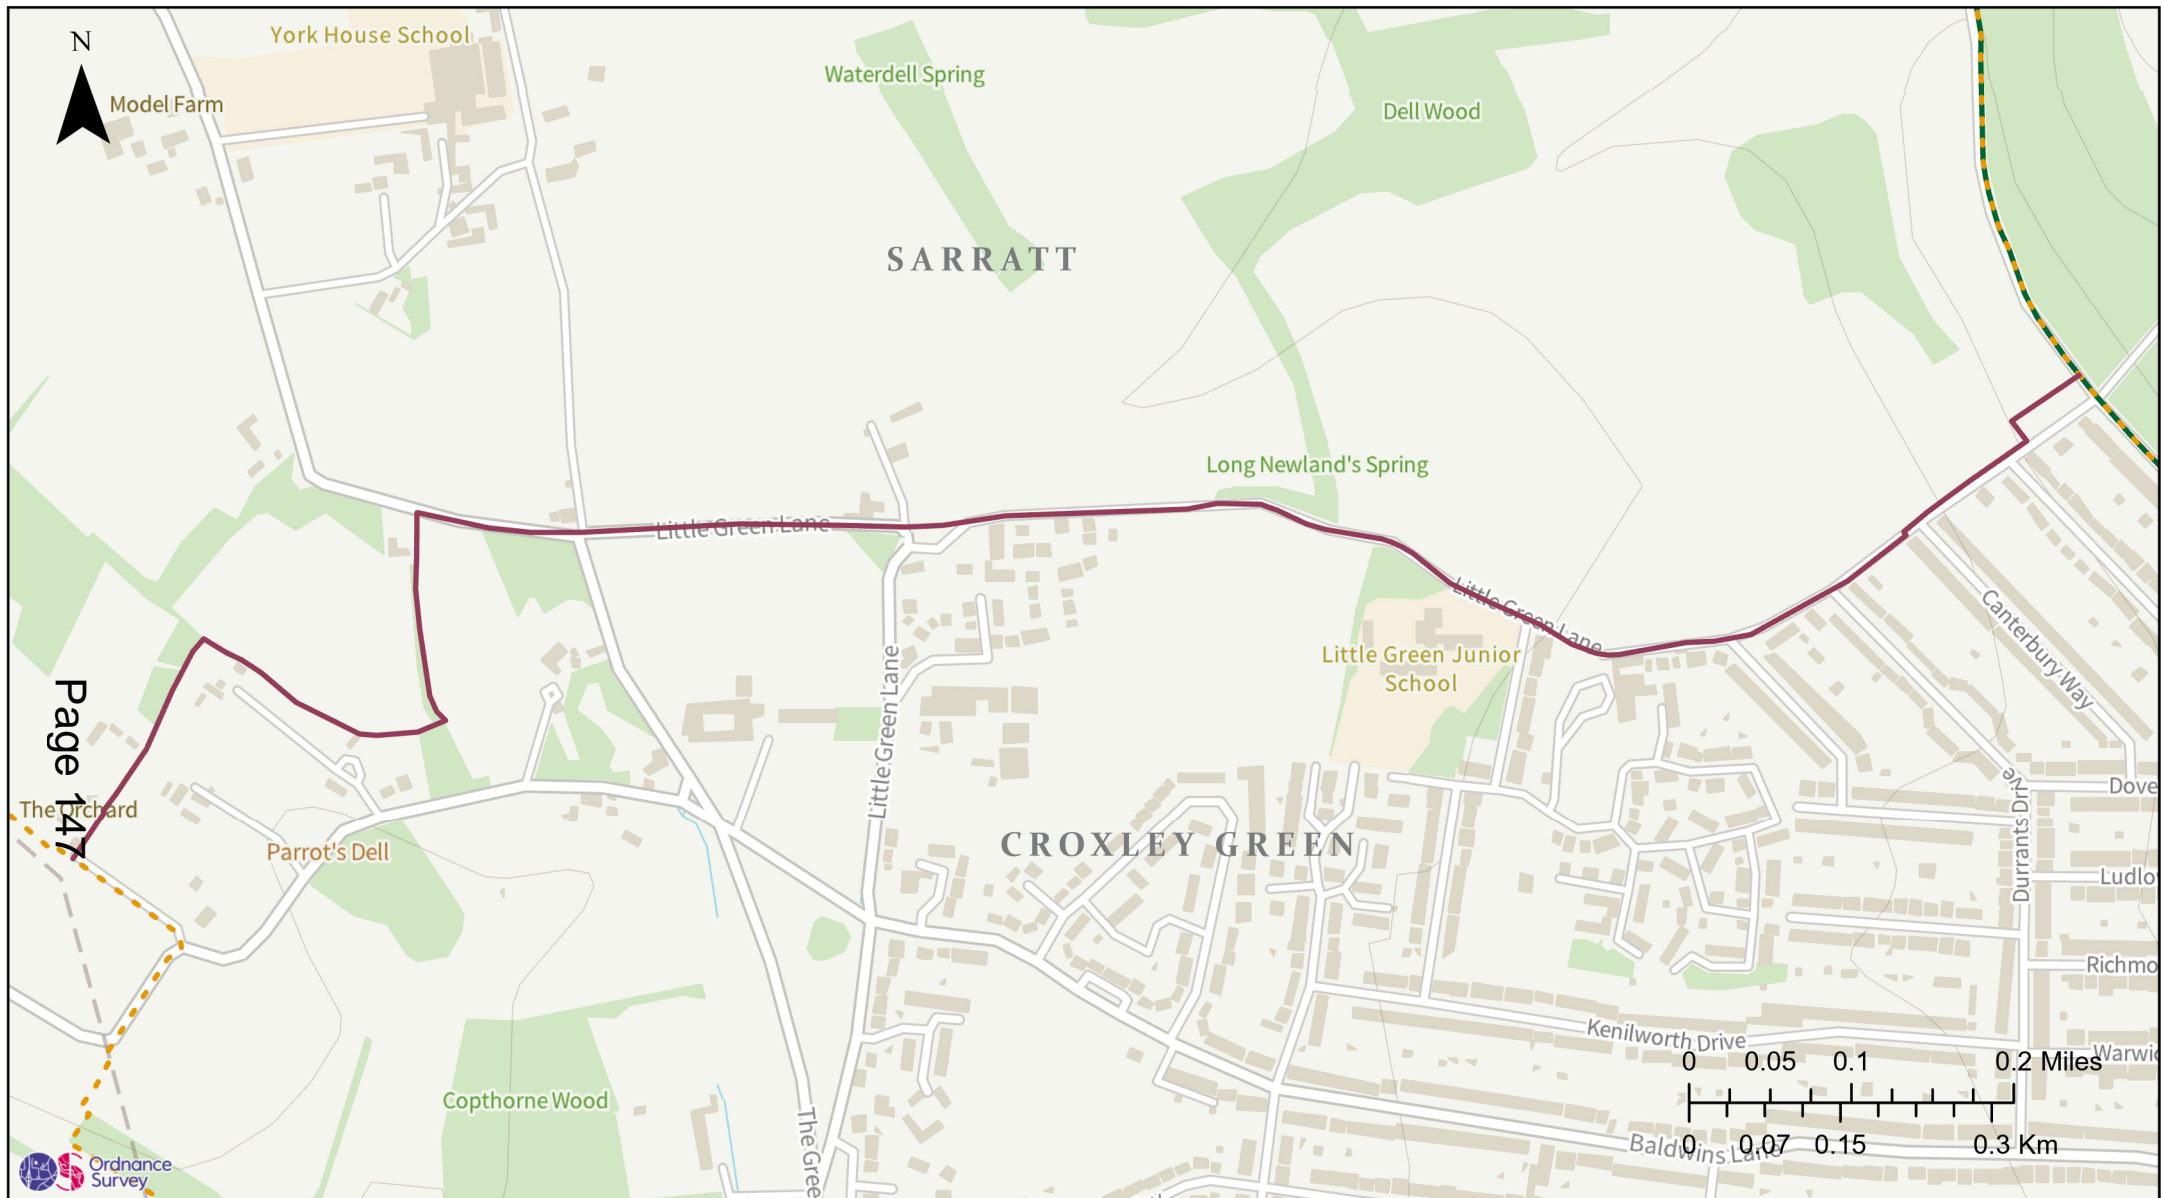 N
York House School
Model Farm
Waterdell Spring
Dell Wood
SARRATT
Long Newland's Spring
Little Green Lane
Little Green Lane
Little Green Junior
School
Canterbury Way
Little Green Lane
Page 147
The Orchard
Parrot's Dell
CROXLEY GREEN
Durrants Drive
Dove
Ludlo
Richmo
Kenilworth Drive
Warwic
Copthorne Wood
The Gree
Baldwins Lane
0 0.05 0.1 0.2 Miles
0 0.07 0.15 0.3 Km
Ordnance
Survey